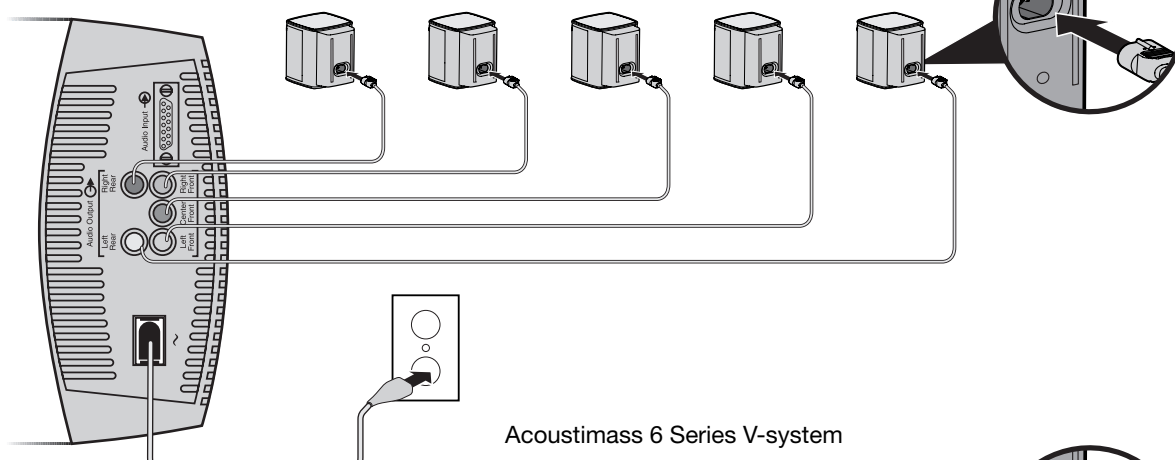 Audio Input
Audio Output
Right
Rear
Right
Front
Center
Front
Left
Rear
Left
Front
~
Acoustimass 6 Series V-system